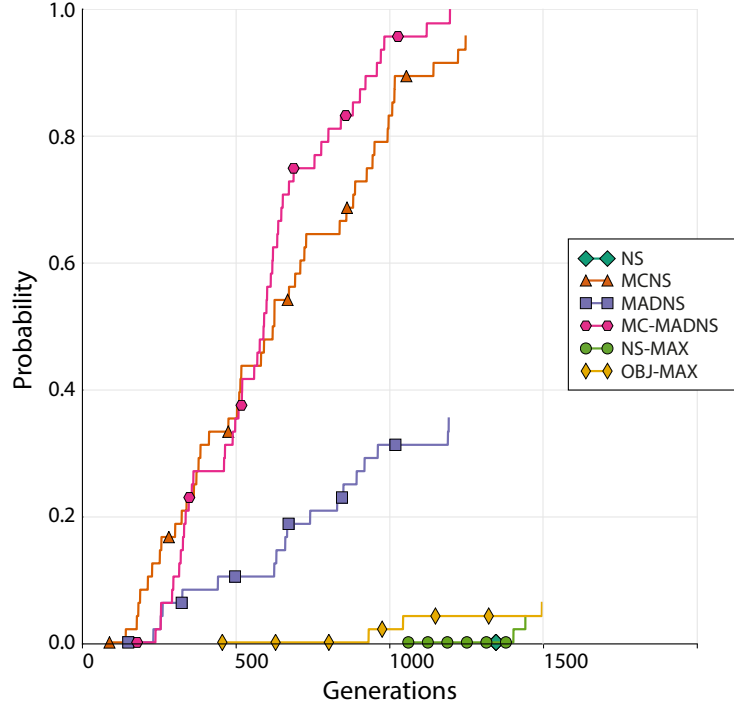 1.0
0.8
0.6
0.4
0.2
0.0
Probability
0 500 1000 1500
Generations
NS
MCNS
MADNS
MC-MADNS
NS-MAX
OBJ-MAX